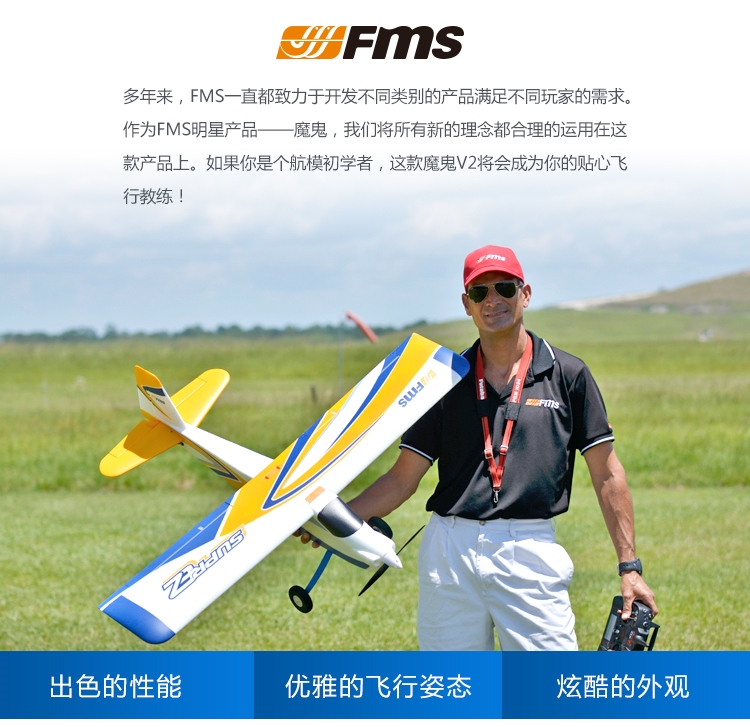 FMS
多年来，FMS一直都致力于开发不同类别的产品满足不同玩家的需求。
作为FMS明星产品——魔鬼，我们将所有新的理念都合理的运用在这
款产品上。如果你是个航模初学者，这款魔鬼V2将会成为你的贴心飞
行教练！
FMS
FMS
FMS
出色的性能
优雅的飞行姿态
炫酷的外观